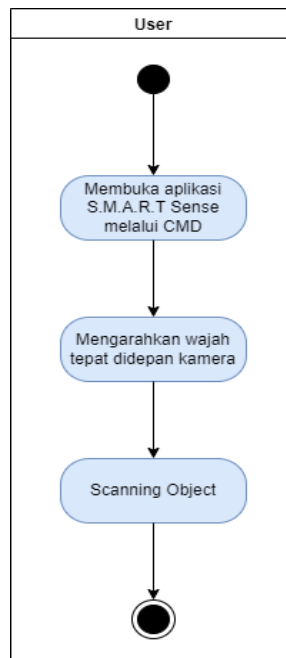 User
Membuka aplikasi
S.M.A.R.T Sense
melalui CMD
Mengarahkan wajah
tepat didepan kamera
Scanning Object